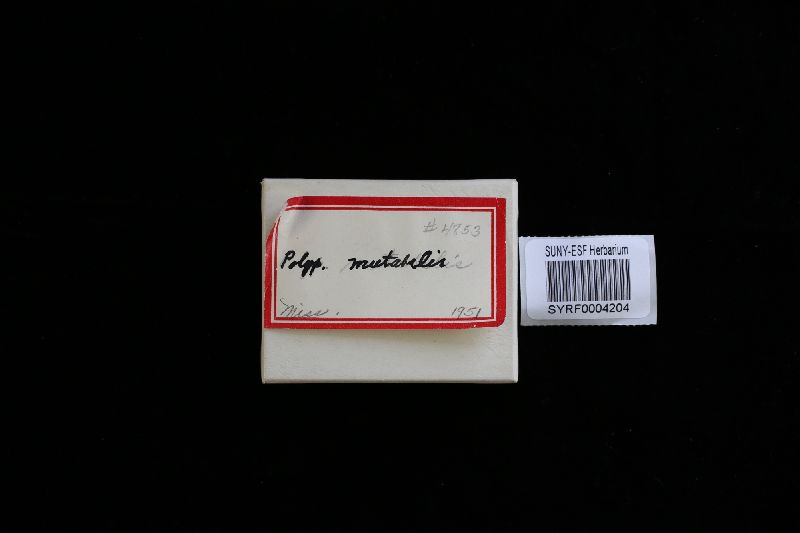 #4753
Polyp. mutabilis
Miss. 1951
SUNY-ESF Herbarium
SYRF0004204